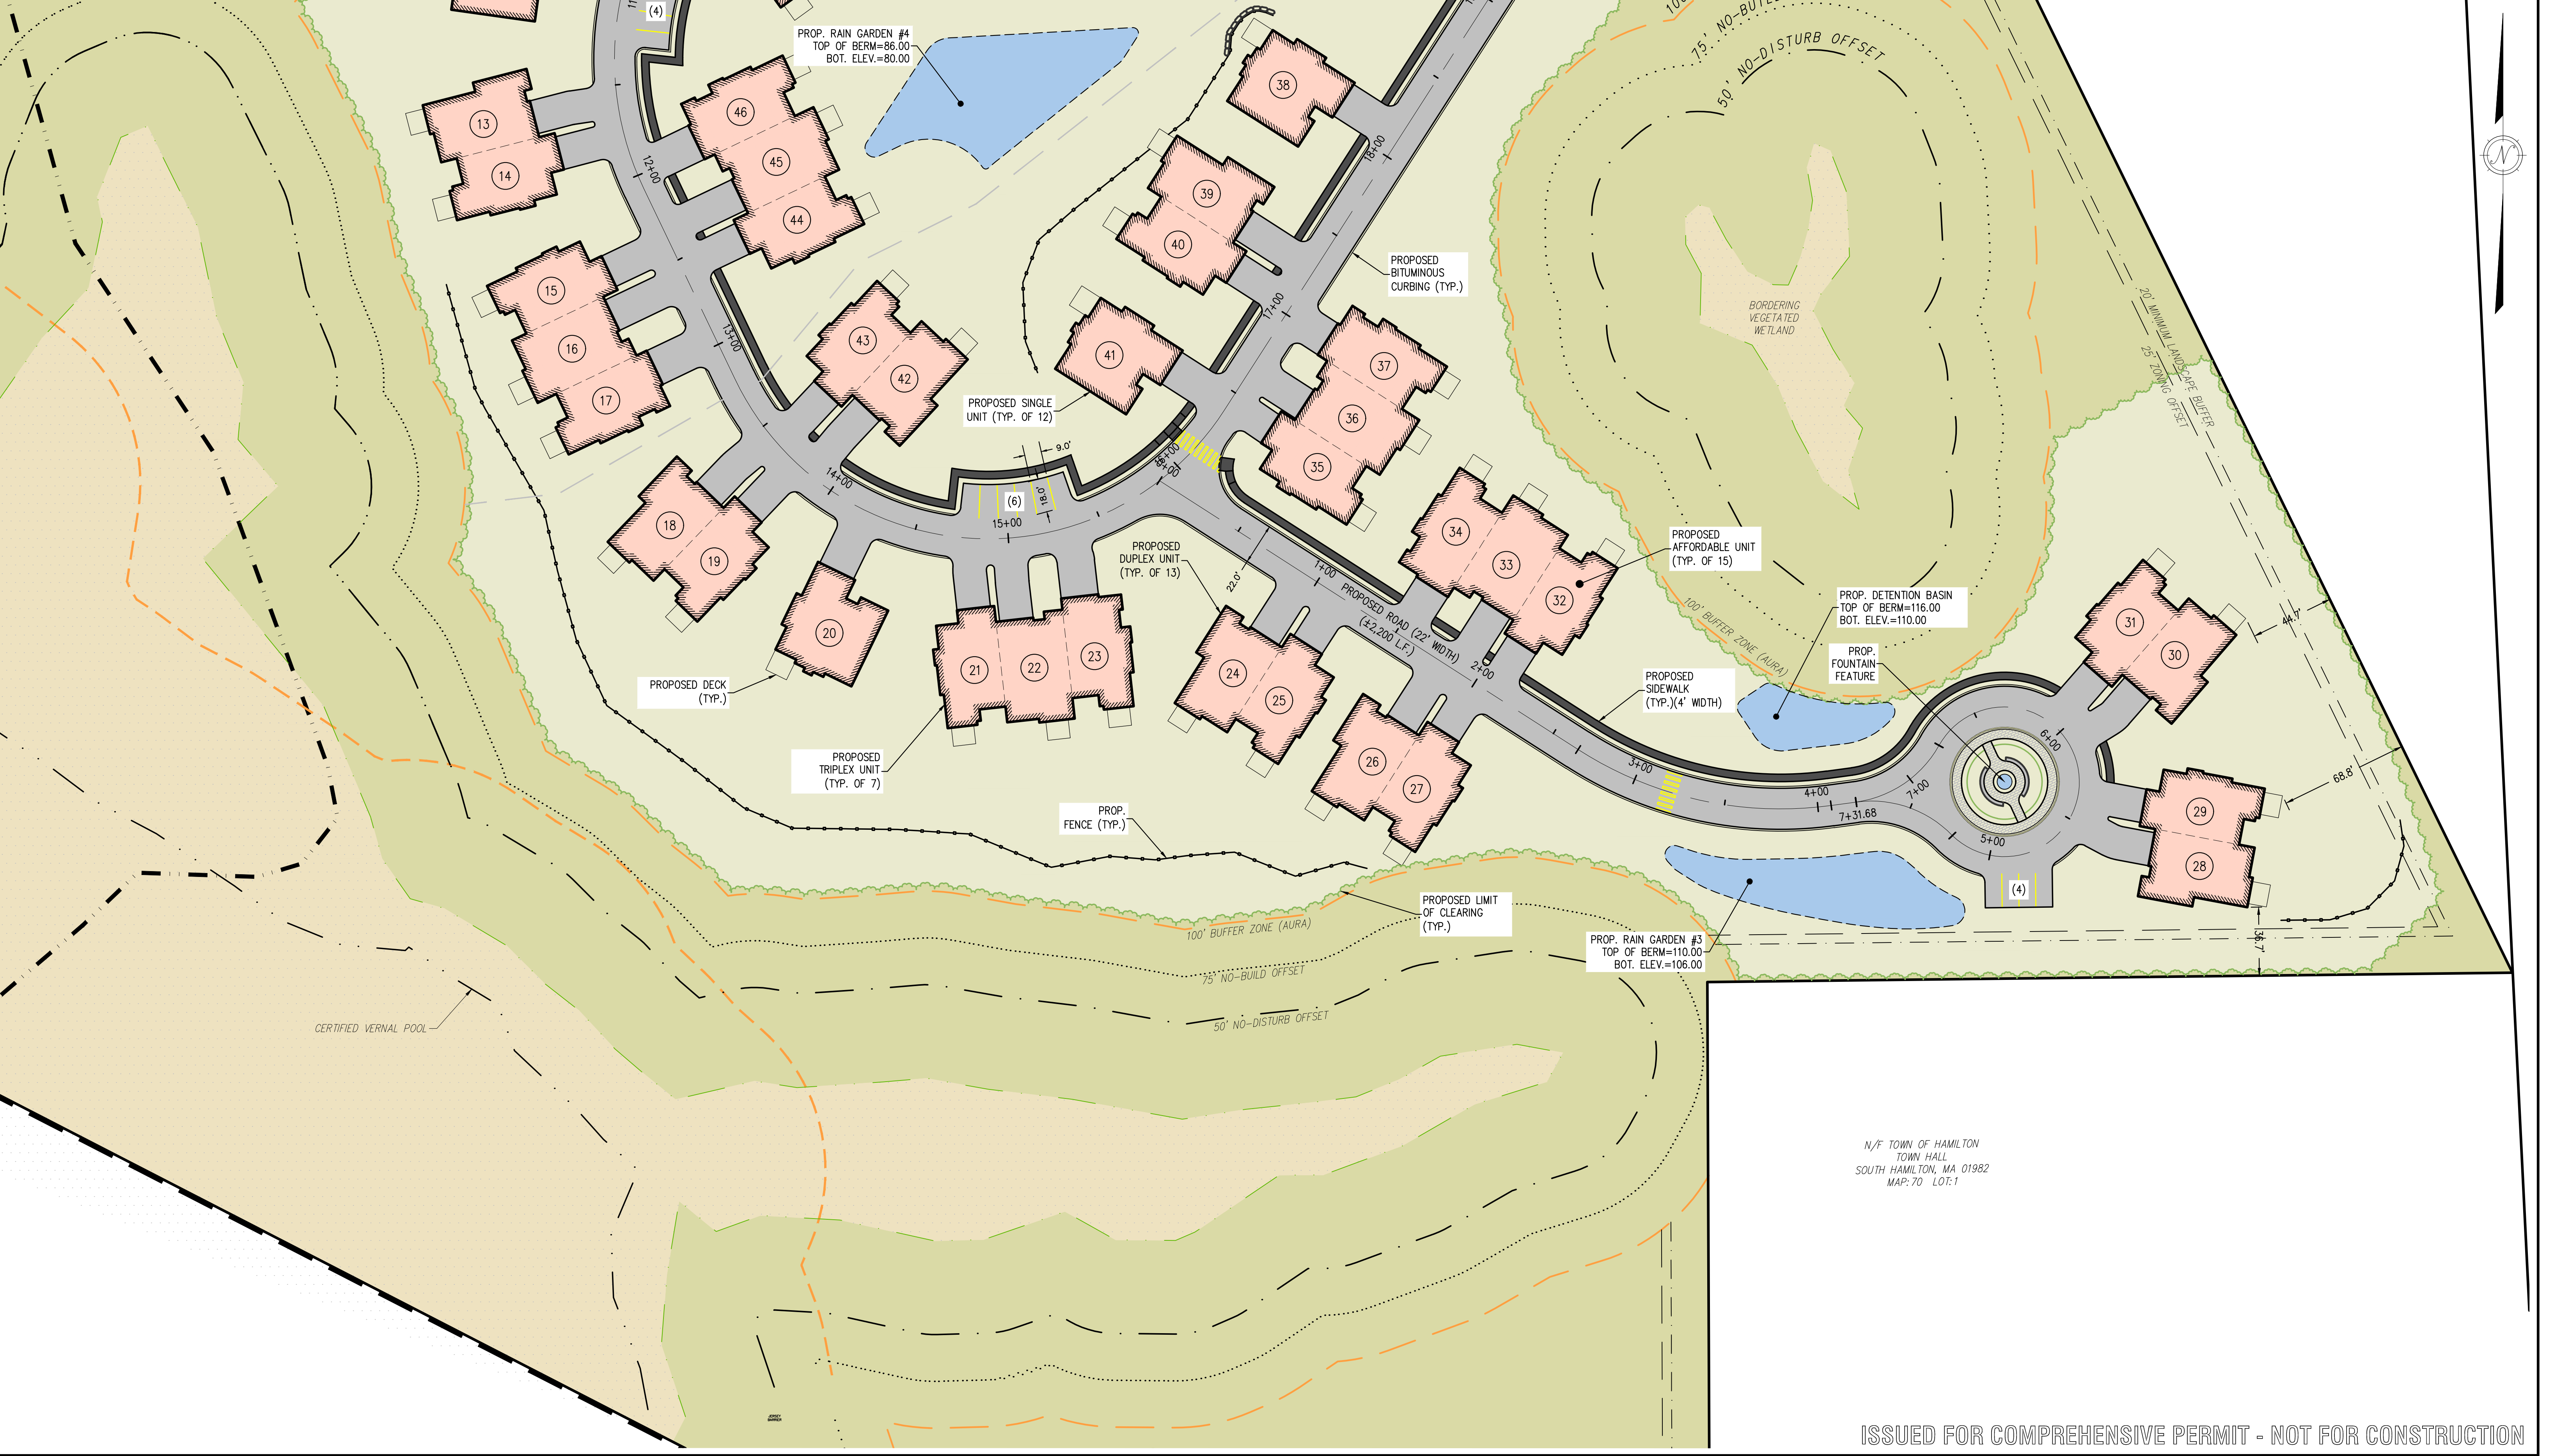 (4)
PROP. RAIN GARDEN #4
TOP OF BERM=86.00
BOT. ELEV.=80.00
75' NO-BUIL
50' NO-DISTURB OFFSET
N
38
13
14
46
45
44
12+00
18+00
39
40
PROPOSED
BITUMINOUS
CURBING (TYP.)
15
16
17
13+00
43
42
41
17+00
37
36
35
BORDERING
VEGETATED
WETLAND
20' MINIMUM LANDSCAPE BUFFER
25' ZONING OFFSET
PROPOSED SINGLE
UNIT (TYP. OF 12)
9.0'
18.0'
(6)
14+00
15+00
16+00
18
19
20
21
22
23
PROPOSED
DUPLEX UNIT
(TYP. OF 13)
22.0'
1+00
PROPOSED ROAD (22' WIDTH)
(±2,200 L.F.)
2+00
34
33
32
PROPOSED
AFFORDABLE UNIT
(TYP. OF 15)
100' BUFFER ZONE (AURA)
PROP. DETENTION BASIN
TOP OF BERM=116.00
BOT. ELEV.=110.00
PROP.
FOUNTAIN
FEATURE
31
30
44.7'
24
25
26
27
PROPOSED DECK
(TYP.)
PROPOSED
SIDEWALK
(TYP.)(4' WIDTH)
PROPOSED
TRIPLEX UNIT
(TYP. OF 7)
3+00
4+00
7+31.68
7+00
6+00
5+00
29
28
68.8'
PROP.
FENCE (TYP.)
(4)
36.7'
PROPOSED LIMIT
OF CLEARING
(TYP.)
PROP. RAIN GARDEN #3
TOP OF BERM=110.00
BOT. ELEV.=106.00
100' BUFFER ZONE (AURA)
75' NO-BUILD OFFSET
50' NO-DISTURB OFFSET
CERTIFIED VERNAL POOL
N/F TOWN OF HAMILTON
TOWN HALL
SOUTH HAMILTON, MA 01982
MAP: 70 LOT: 1
JERSEY
BARRIER
ISSUED FOR COMPREHENSIVE PERMIT - NOT FOR CONSTRUCTION